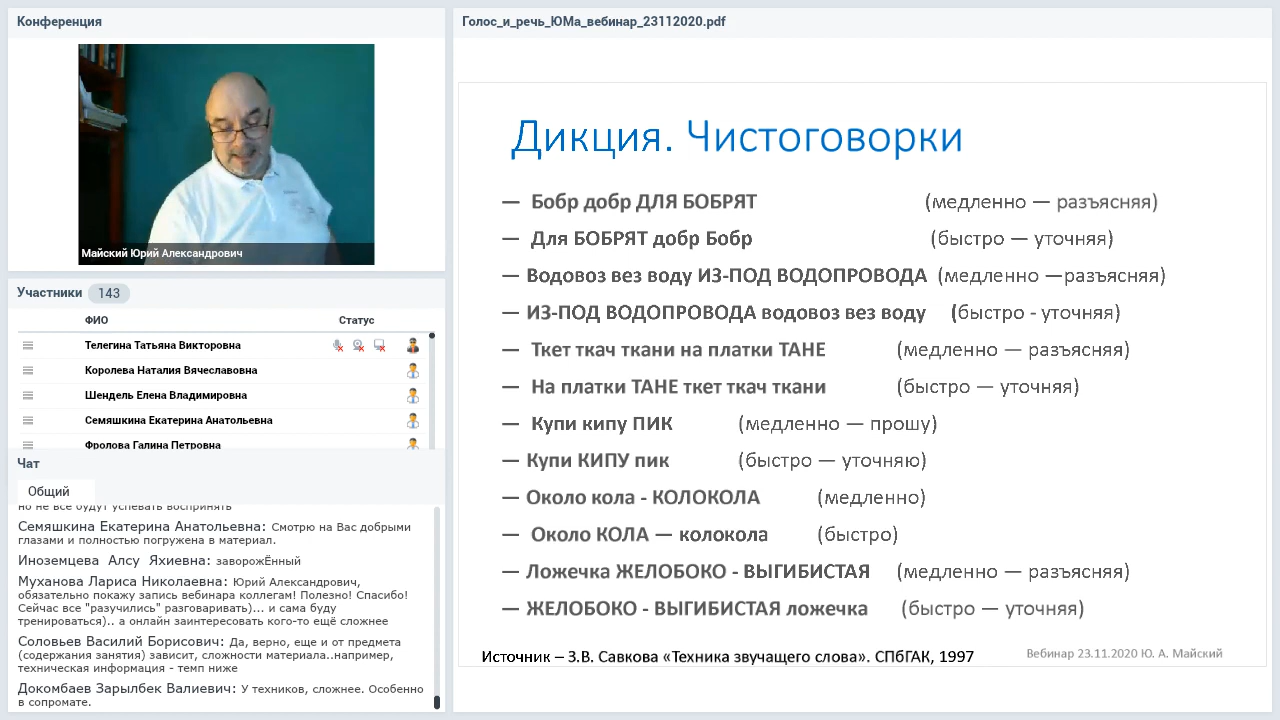 Конференция
Майский Юрий Александрович
Участники 143
ФИО Статус
Телегина Татьяна Викторовна
Королева Наталия Вячеславовна
Шендель Елена Владимировна
Семяшкина Екатерина Анатольевна
Фролова Галина Петровна
Чат
Общий
но не все будут успевать воспринять
Семяшкина Екатерина Анатольевна: Смотрю на Вас добрыми
глазами и полностью погружена в материал.
Иноземцева Алсу Яхиевна: заворожЁнный
Муханова Лариса Николаевна: Юрий Александрович,
обязательно покажу запись вебинара коллегам! Полезно! Спасибо!
Сейчас все "разучились" разговаривать)... и сама буду
тренироваться).. а онлайн заинтересовать кого-то ещё сложнее
Соловьев Василий Борисович: Да, верно, еще и от предмета
(содержания занятия) зависит, сложности материала..например,
техническая информация - темп ниже
Докомбаев Зарылбек Валиевич: У техников, сложнее. Особенно
в сопромате.
Голос_и_речь_ЮМа_вебинар_23112020.pdf
Дикция. Чистоговорки
— Бобр добр ДЛЯ БОБРЯТ (медленно — разъясняя)
— Для БОБРЯТ добр Бобр (быстро — уточняя)
— Водовоз вез воду ИЗ-ПОД ВОДОПРОВОДА (медленно —разъясняя)
— ИЗ-ПОД ВОДОПРОВОДА водовоз вез воду (быстро - уточняя)
— Ткет ткач ткани на платки ТАНЕ (медленно — разъясняя)
— На платки ТАНЕ ткет ткач ткани (быстро — уточняя)
— Купи кипу ПИК (медленно — прошу)
— Купи КИПУ пик (быстро — уточняю)
— Около кола - КОЛОКОЛА (медленно)
— Около КОЛА — колокола (быстро)
— Ложечка ЖЕЛОБОКО - ВЫГИБИСТАЯ (медленно — разъясняя)
— ЖЕЛОБОКО - ВЫГИБИСТАЯ ложечка (быстро — уточняя)
Источник – З.В. Савкова «Техника звучащего слова». СПбГАК, 1997
Вебинар 23.11.2020 Ю. А. Майский